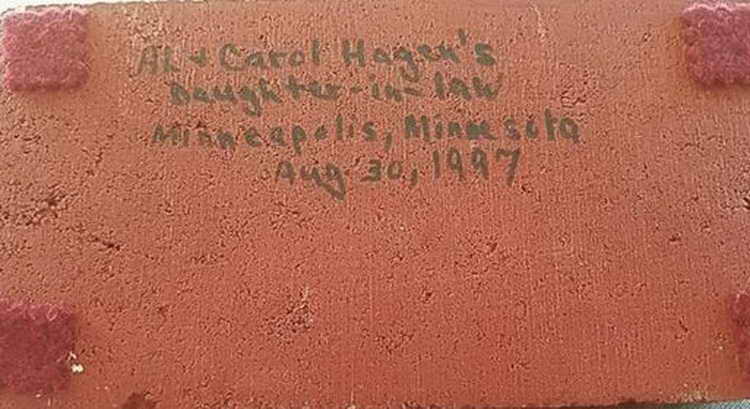 AL + Carol Hagen's
Daughter-in-law
Minneapolis, Minnesota
Aug 30, 1997